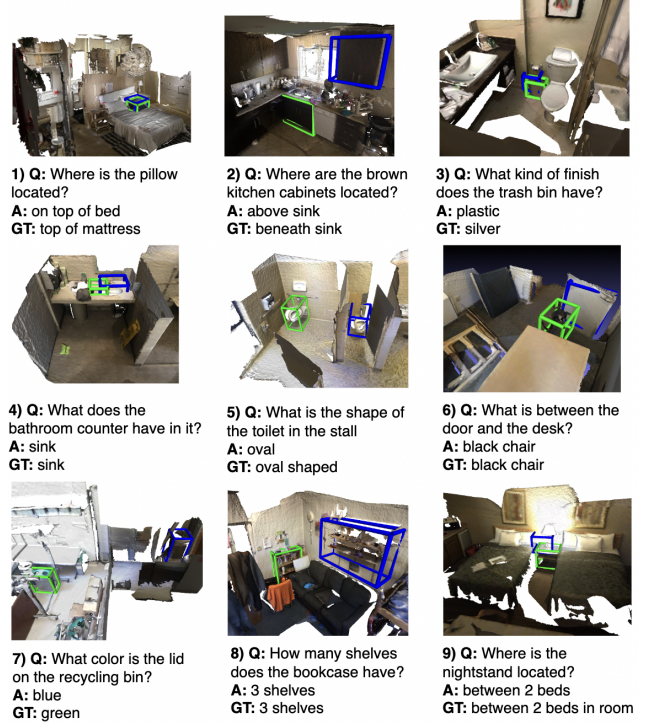 1) Q: Where is the pillow
located?
A: on top of bed
GT: top of mattress
2) Q: Where are the brown
kitchen cabinets located?
A: above sink
GT: beneath sink
3) Q: What kind of finish
does the trash bin have?
A: plastic
GT: silver
4) Q: What does the
bathroom counter have in it?
A: sink
GT: sink
5) Q: What is the shape of
the toilet in the stall
A: oval
GT: oval shaped
6) Q: What is between the
door and the desk?
A: black chair
GT: black chair
7) Q: What color is the lid
on the recycling bin?
A: blue
GT: green
8) Q: How many shelves
does the bookcase have?
A: 3 shelves
GT: 3 shelves
9) Q: Where is the
nightstand located?
A: between 2 beds
GT: between 2 beds in room